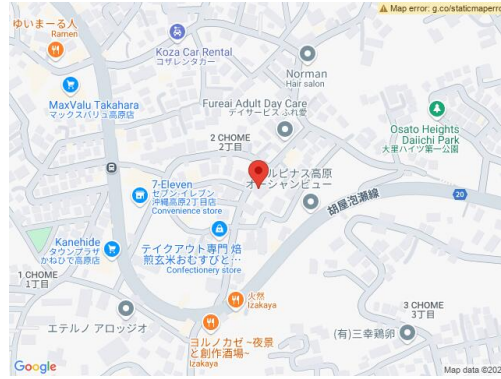 Map error: g.co/staticmaperro
ゆいまーる人
Ramen
Koza Car Rental
コザレンタカー
Norman
Hair salon
MaxValu Takahara
マックスバリュ高原店
Fureai Adult Day Care
デイサービス ふれ愛
Osato Heights
Daiichi Park
大里ハイツ第一公園
2 CHOME
2丁目
ルピナス高原
オーシャンビュー
7-Eleven
セブン-イレブン
沖縄高原2丁目店
Convenience store
胡屋泡瀬線
20
Kanehide
タウンプラザ
かねひで高原店
テイクアウト専門 焙
煎玄米おむすびと…
Confectionery store
1 CHOME
1丁目
火然
Izakaya
エテルノ アロッジオ
3 CHOME
3丁目
ヨルノカゼ ~夜景
と創作酒場~
Izakaya
(有)三幸鶏卵
Google
Map data ©202